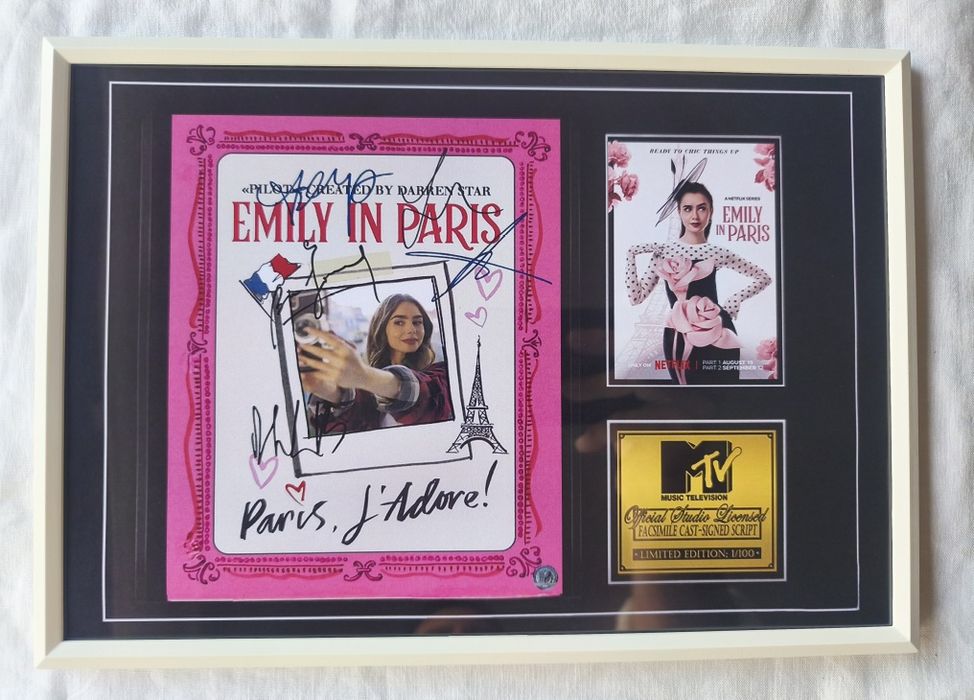 «PILOT» CREATED BY DARREN STAR
EMILY IN PARIS
Paris, J'Adore!
READY TO CHIC THINGS UP
A NETFLIX SERIES
EMILY
IN PARIS
ONLY ON NETFLIX | PART 1 AUGUST 15
PART 2 SEPTEMBER 12
MTV
MUSIC TELEVISION
Official Studio Licensed
FACSIMILE CAST-SIGNED SCRIPT
• LIMITED EDITION: 1/100 •